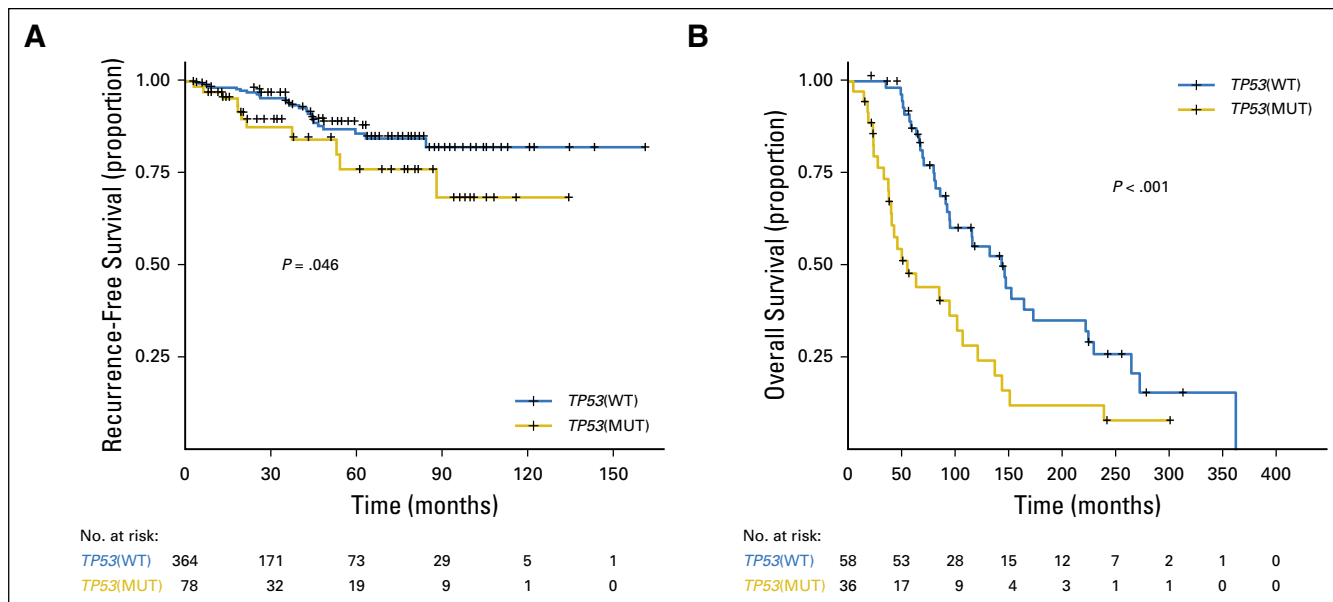 A
Recurrence-Free Survival (proportion)
1.00
0.75
0.50
0.25
P = .046
TP53(WT)
TP53(MUT)
0 30 60 90 120 150
Time (months)
No. at risk:
TP53(WT) 364 171 73 29 5 1
TP53(MUT) 78 32 19 9 1 0
B
Overall Survival (proportion)
1.00
0.75
0.50
0.25
TP53(WT)
TP53(MUT)
P < .001
0 50 100 150 200 250 300 350 400
Time (months)
No. at risk:
TP53(WT) 58 53 28 15 12 7 2 1 0
TP53(MUT) 36 17 9 4 3 1 1 0 0